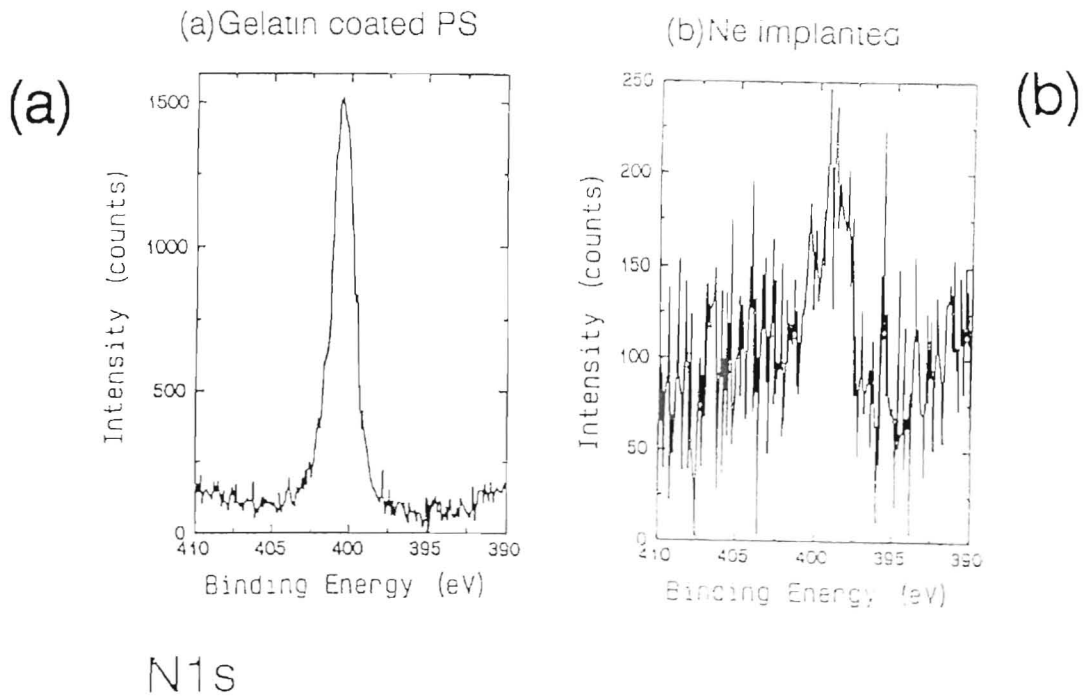 (a)Gelatin coated PS
(b)Ne implanted
(a)
1500
1000
500
0
410
405
400
395
390
Intensity (counts)
Binding Energy (eV)
(b)
250
200
150
100
50
0
410
405
400
395
390
Intensity (counts)
Binding Energy (eV)
N1s